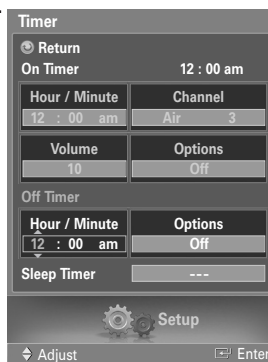 Timer
Return
On Timer 12 : 00 am
Hour / Minute Channel
12 : 00 am Air 3
Volume Options
10 Off
Off Timer
Hour / Minute Options
12 : 00 am Off
Sleep Timer ---
Setup
Adjust Enter